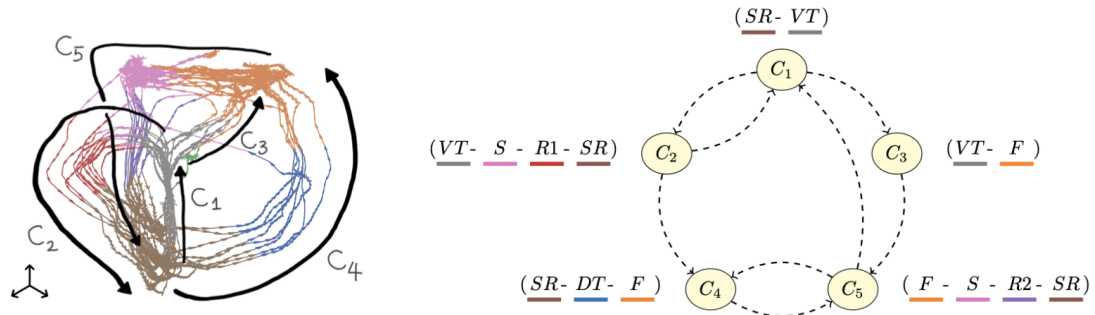 C5
C3
C1
C2
C4
(SR- VT)
C1
(VT- S - R1- SR)
C2
C3
(VT- F )
(SR- DT- F )
C4
C5
( F - S - R2- SR)